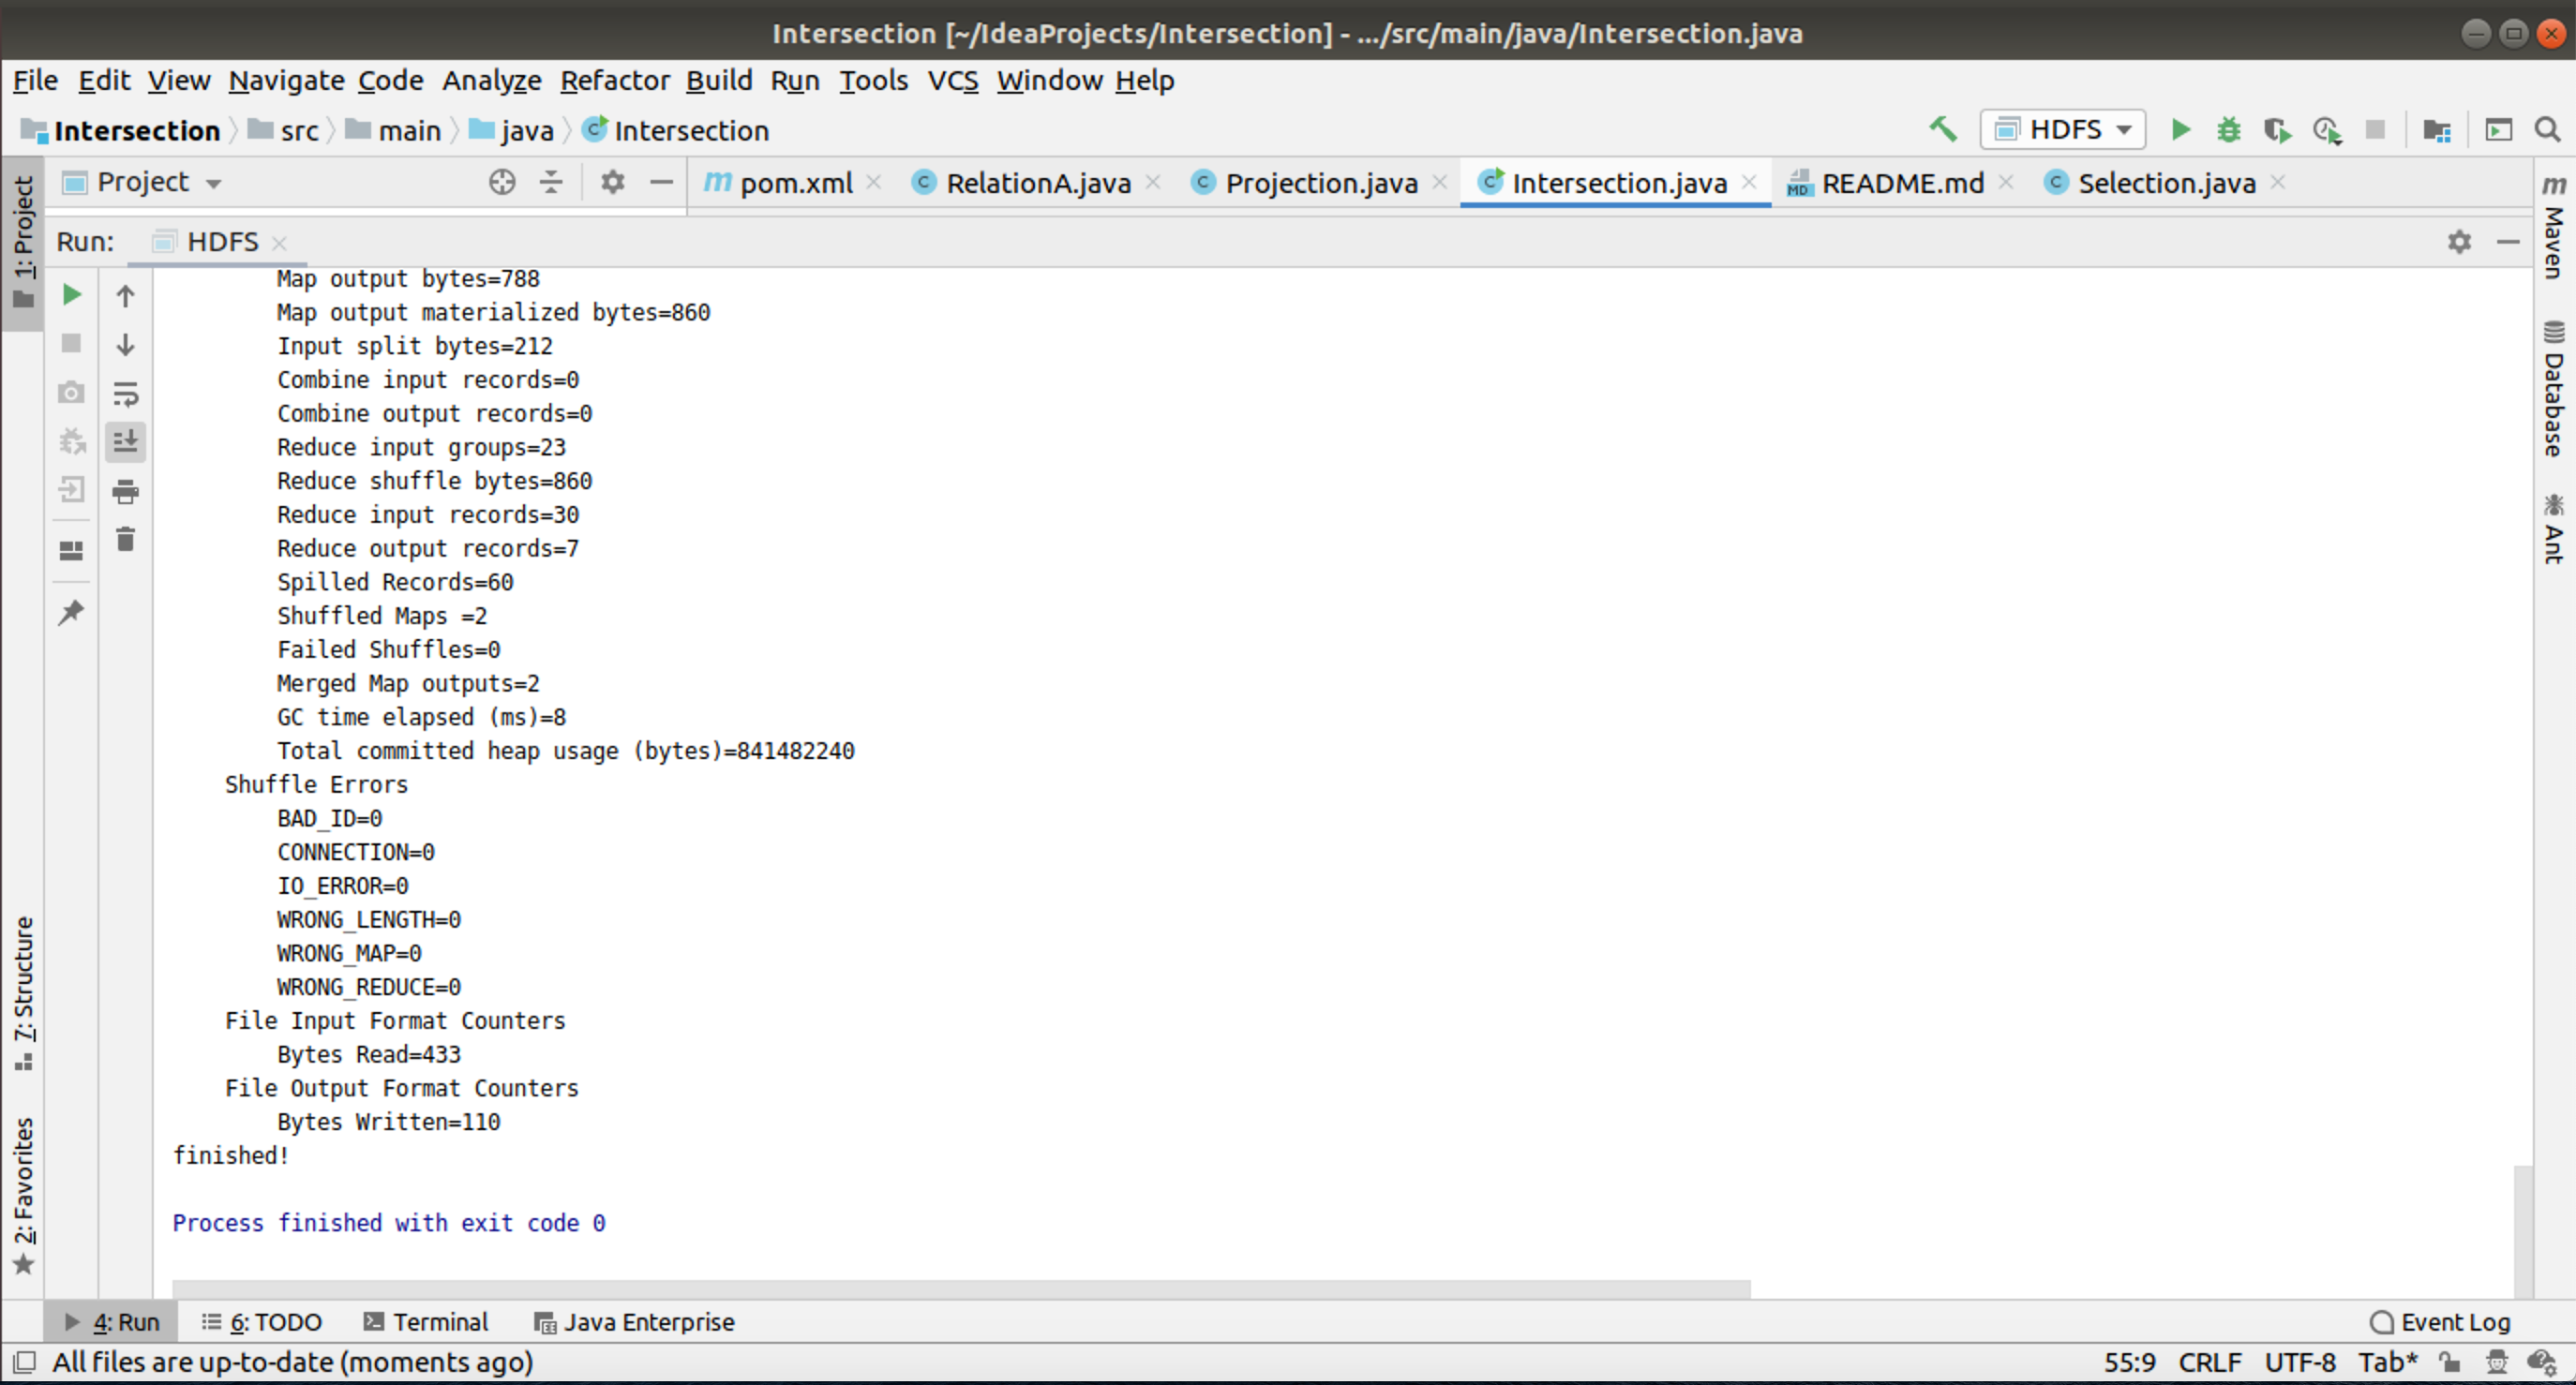 Intersection [~/IdeaProjects/Intersection] - .../src/main/java/Intersection.java
File Edit View Navigate Code Analyze Refactor Build Run Tools VCS Window Help
Intersection src main java Intersection HDFS
1: Project
Project
pom.xml RelationA.java Projection.java Intersection.java README.md Selection.java
Run: HDFS
Map output bytes=788
Map output materialized bytes=860
Input split bytes=212
Combine input records=0
Combine output records=0
Reduce input groups=23
Reduce shuffle bytes=860
Reduce input records=30
Reduce output records=7
Spilled Records=60
Shuffled Maps =2
Failed Shuffles=0
Merged Map outputs=2
GC time elapsed (ms)=8
Total committed heap usage (bytes)=841482240
Shuffle Errors
BAD_ID=0
CONNECTION=0
IO_ERROR=0
WRONG_LENGTH=0
WRONG_MAP=0
WRONG_REDUCE=0
File Input Format Counters
Bytes Read=433
File Output Format Counters
Bytes Written=110
finished!
Process finished with exit code 0
7: Structure
2: Favorites
Maven
Database
Ant
4: Run 6: TODO Terminal Java Enterprise Event Log
All files are up-to-date (moments ago) 55:9 CRLF UTF-8 Tab*